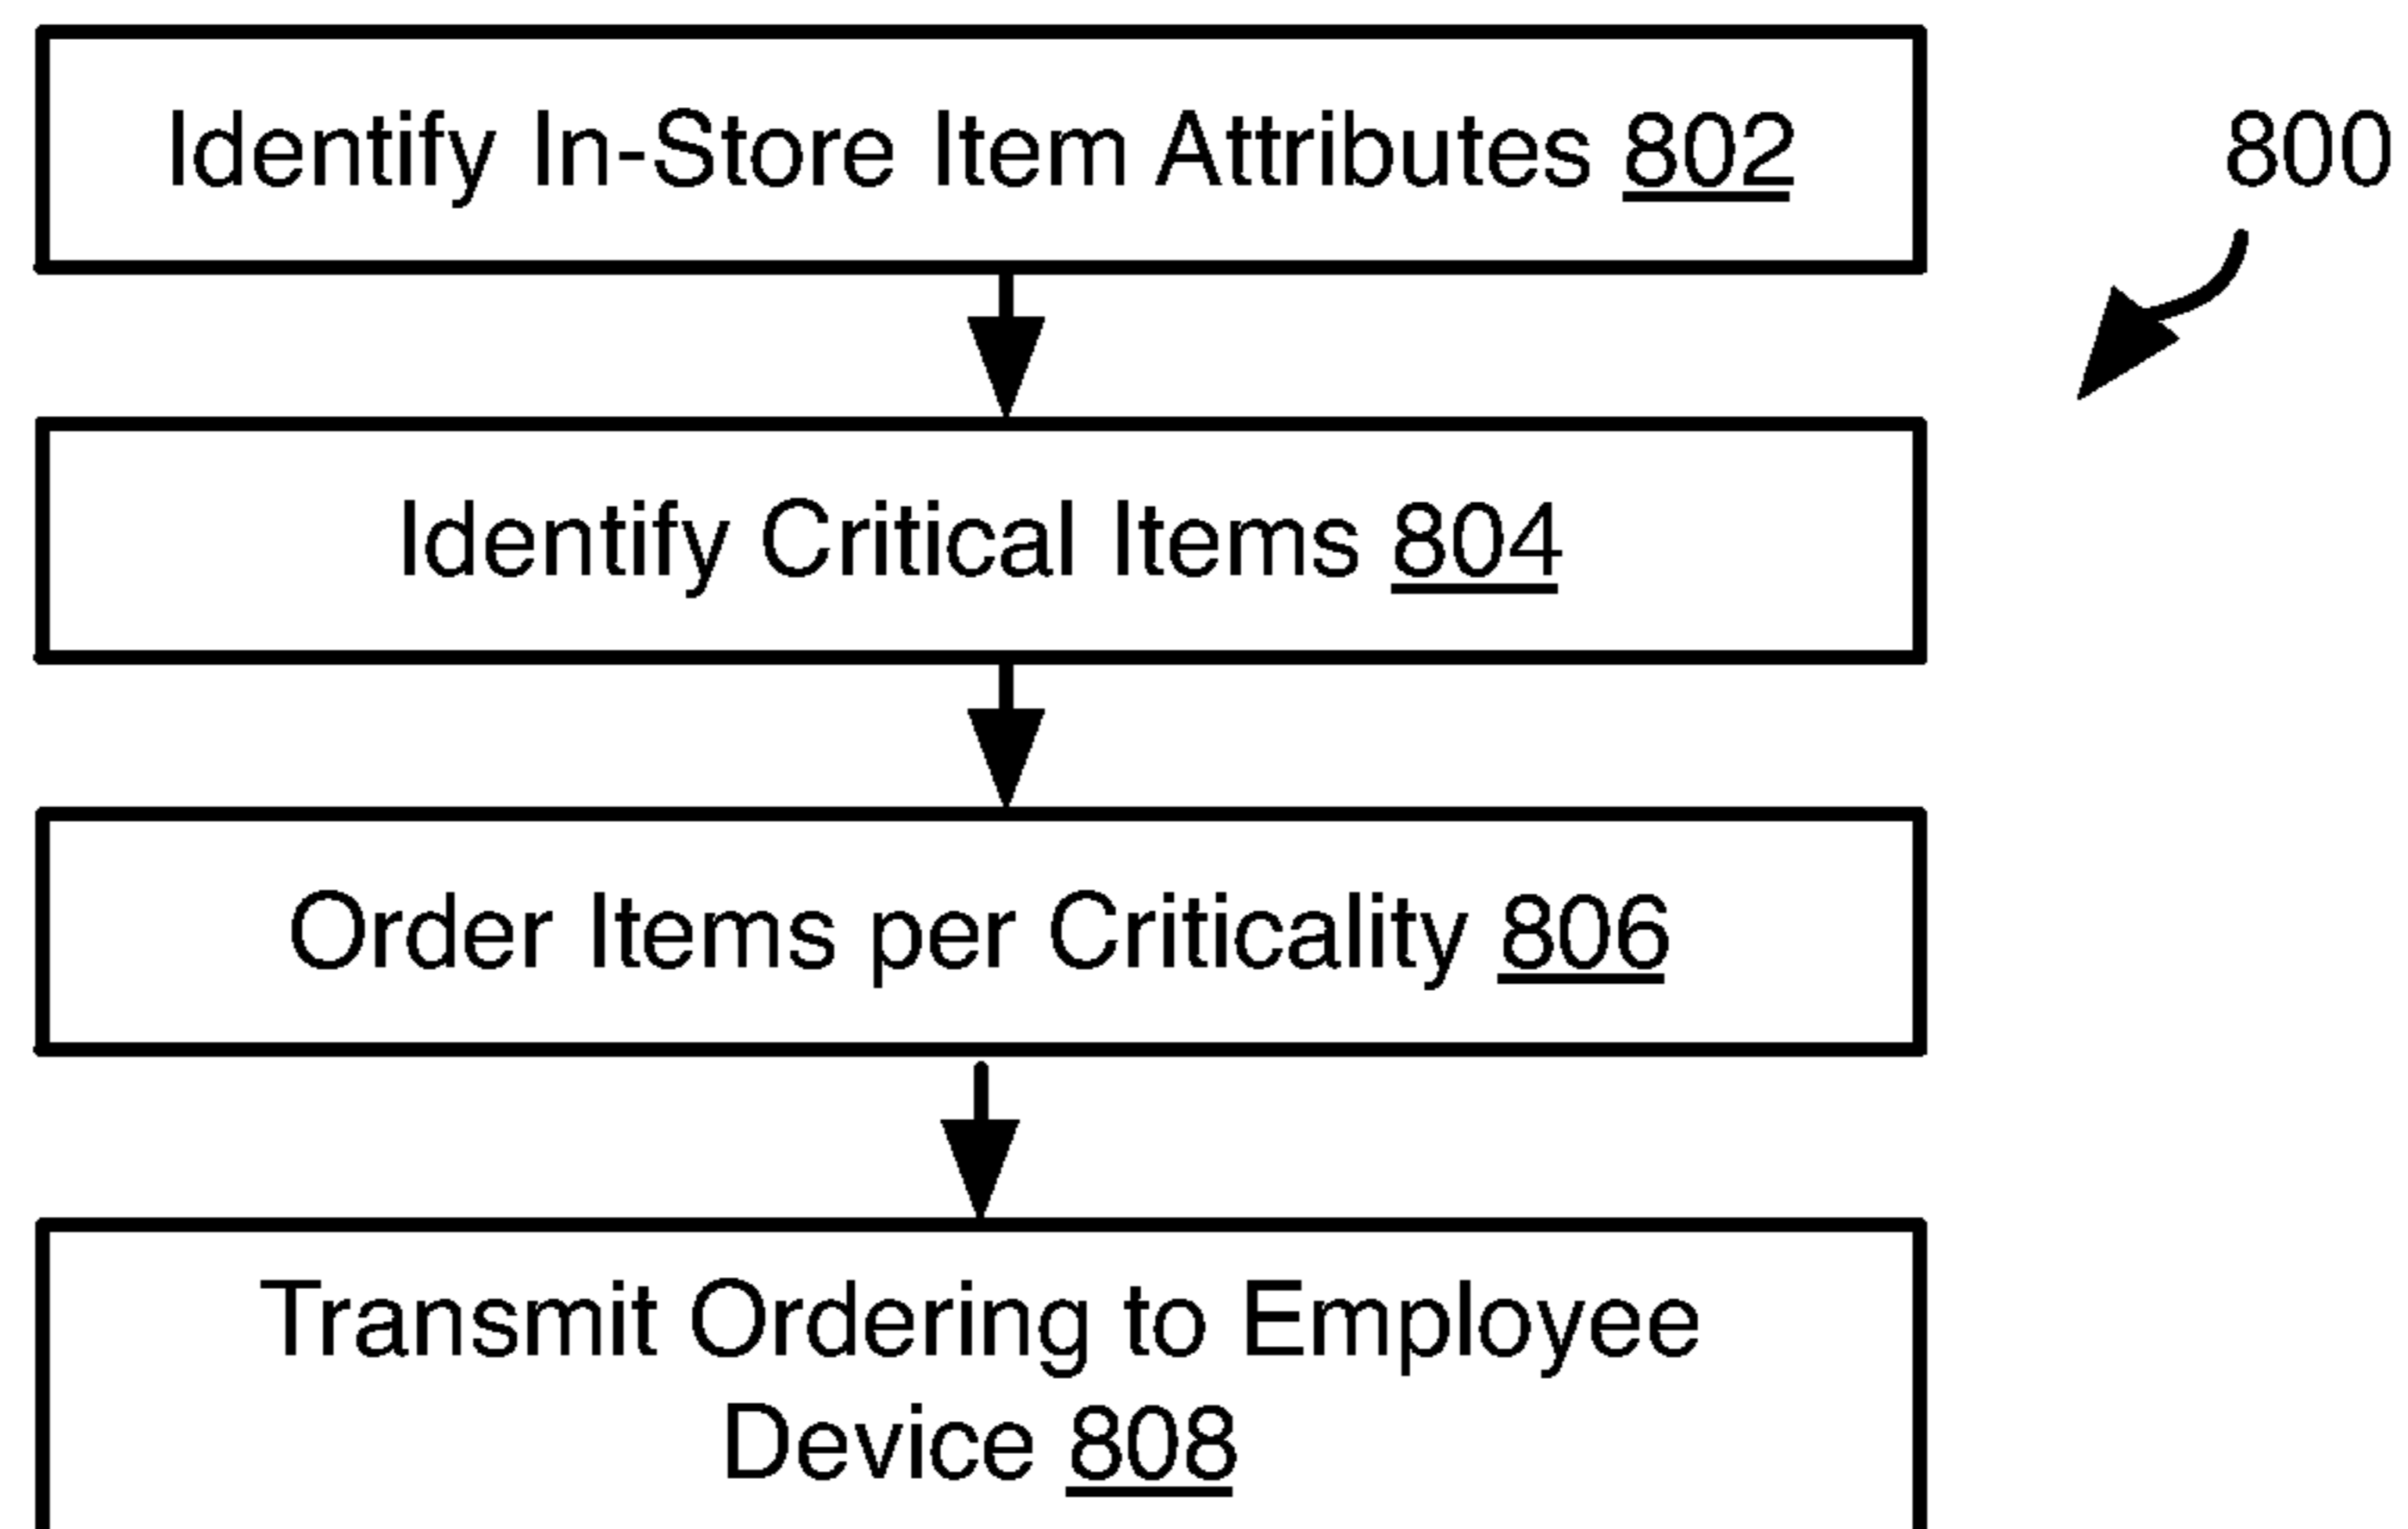 Identify In-Store Item Attributes 802
800
Identify Critical Items 804
Order Items per Criticality 806
Transmit Ordering to Employee
Device 808